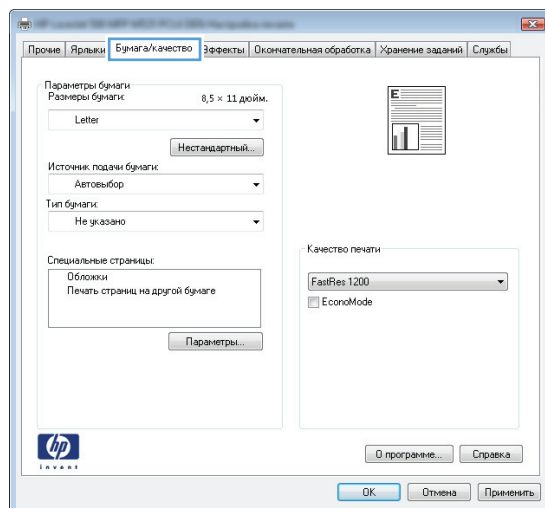 Прочие Ярлыки Бумага/качество Эффекты Окончательная обработка Хранение заданий Службы
Параметры бумаги
Размеры бумаги: 8,5 × 11 дюйм.
Letter
Нестандартный...
Источник подачи бумаги:
Автовыбор
Тип бумаги:
Не указано
Специальные страницы:
Обложки
Печать страниц на другой бумаге
Параметры...
E
Качество печати
FastRes 1200
EconoMode
hp
invent
О программе... Справка
OK Отмена Применить